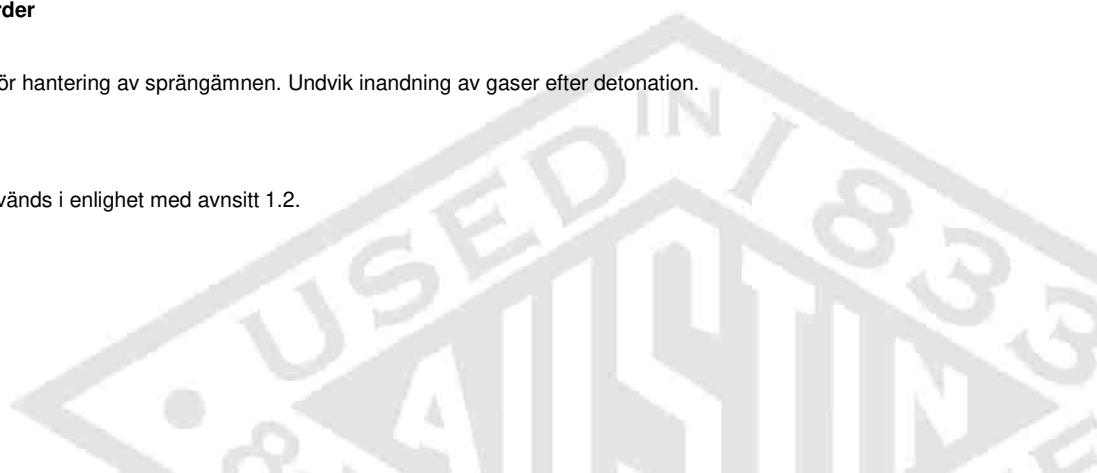 rder
ör hantering av sprängämnen. Undvik inandning av gaser efter detonation.
vänds i enlighet med avnsitt 1.2.
USED IN 1833
AUSTIN